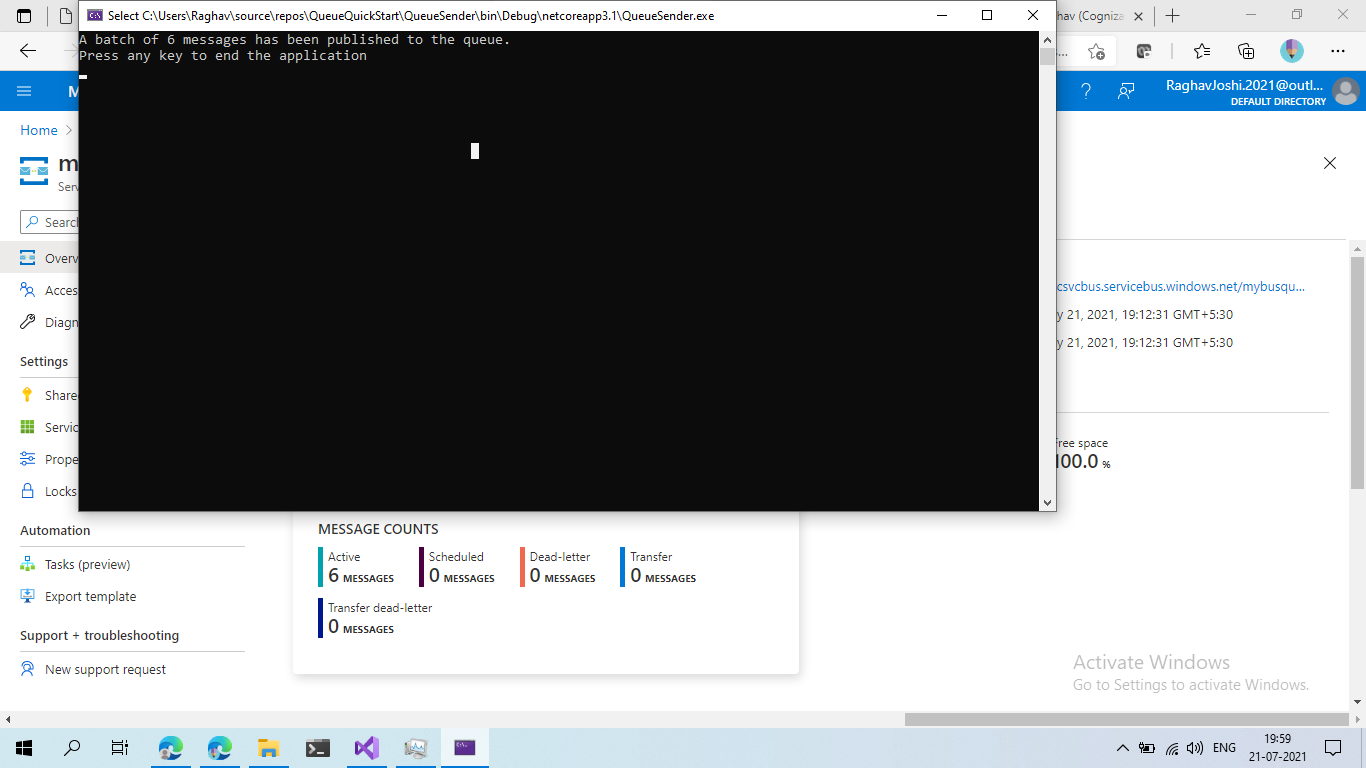 Select C:\Users\Raghav\source\repos\QueueQuickStart\QueueSender\bin\Debug\netcoreapp3.1\QueueSender.exe
hav (Cogniza
A batch of 6 messages has been published to the queue.
Press any key to end the application
M
RaghavJoshi.2021@outl...
DEFAULT DIRECTORY
Home
m
Serv
Search
Overv
Acces
Diagn
Settings
Share
Servic
Prope
Locks
Automation
Tasks (preview)
Export template
Support + troubleshooting
New support request
csvcbus.servicebus.windows.net/mybusqu...
y 21, 2021, 19:12:31 GMT+5:30
y 21, 2021, 19:12:31 GMT+5:30
Free space
100.0 %
MESSAGE COUNTS
Active
6 MESSAGES
Scheduled
0 MESSAGES
Dead-letter
0 MESSAGES
Transfer
0 MESSAGES
Transfer dead-letter
0 MESSAGES
Activate Windows
Go to Settings to activate Windows.
ENG
19:59
21-07-2021